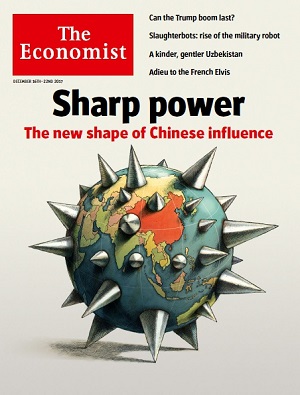 The
Economist
Can the Trump boom last?
Slaughterbots: rise of the military robot
A kinder, gentler Uzbekistan
Adieu to the French Elvis
DECEMBER 16TH–22ND 2017
Sharp power
The new shape of Chinese influence